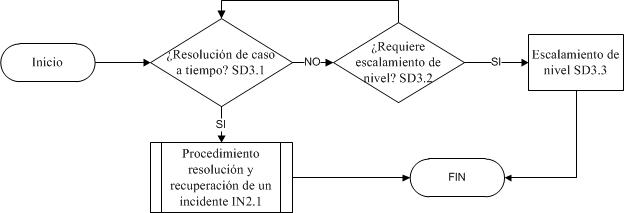 Inicio
¿Resolución de caso
a tiempo? SD3.1
NO
¿Requiere
escalamiento de
nivel? SD3.2
SI
Escalamiento de
nivel SD3.3
SI
Procedimiento
resolución y
recuperación de un
incidente IN2.1
FIN